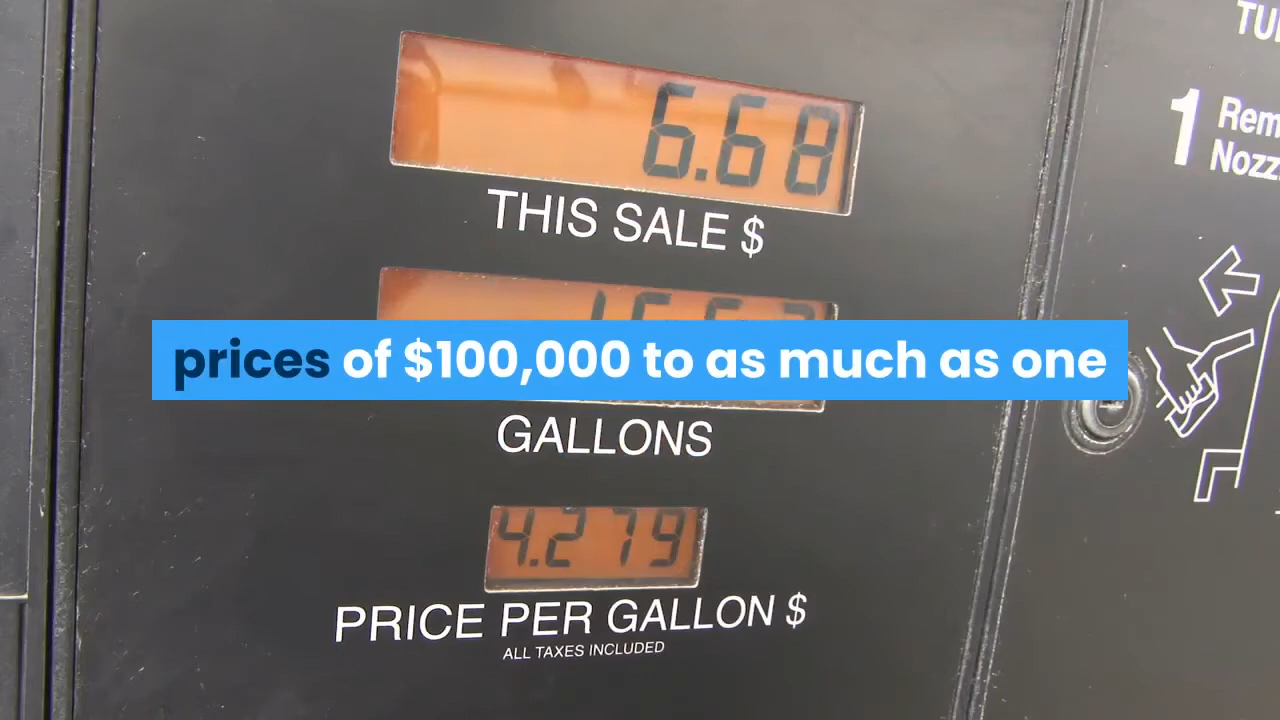 6.68
THIS SALE $
prices of $100,000 to as much as one
GALLONS
4.279
PRICE PER GALLON $
ALL TAXES INCLUDED
1